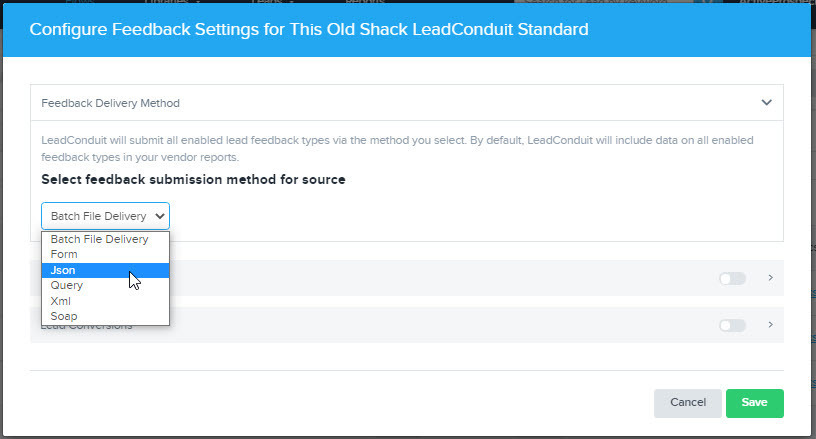 Configure Feedback Settings for This Old Shack LeadConduit Standard
Feedback Delivery Method
LeadConduit will submit all enabled lead feedback types via the method you select. By default, LeadConduit will include data on all enabled
feedback types in your vendor reports.
Select feedback submission method for source
Batch File Delivery
Batch File Delivery
Form
Json
Query
Xml
Soap
Lead Conversions
Cancel
Save